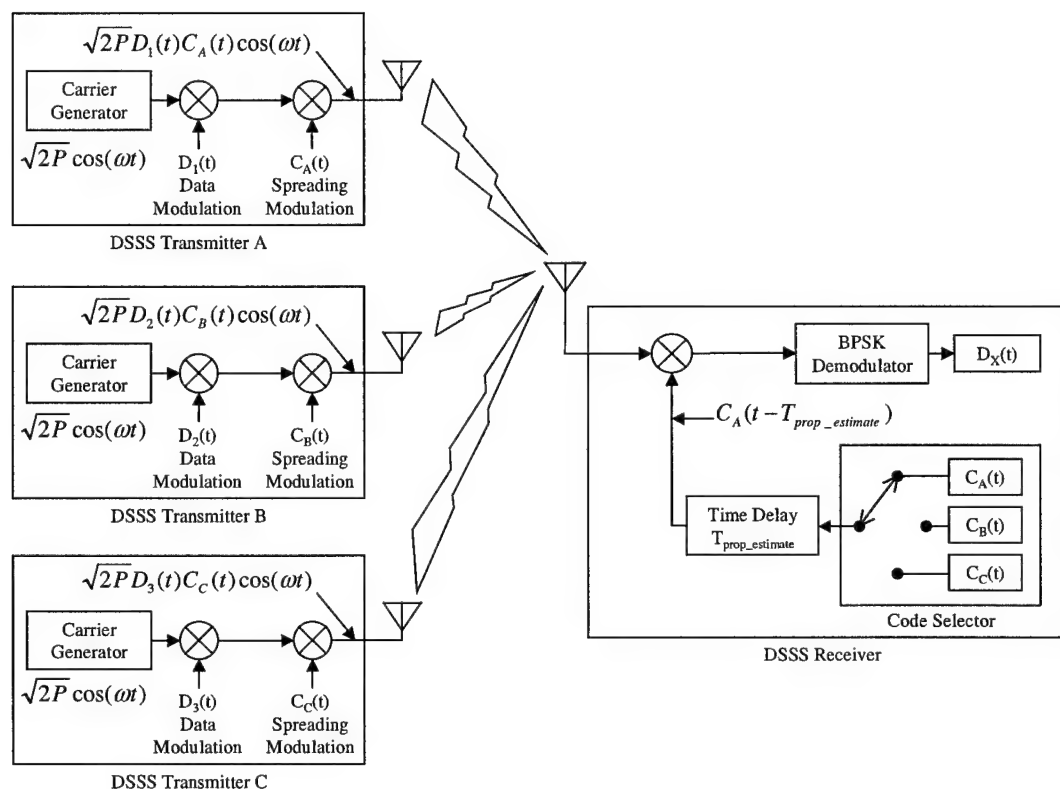 √2P D₁(t)C_A(t)cos(ωt)
Carrier
Generator
√2P cos(ωt)
D₁(t)
Data
Modulation
C_A(t)
Spreading
Modulation
DSSS Transmitter A
√2P D₂(t)C_B(t)cos(ωt)
Carrier
Generator
√2P cos(ωt)
D₂(t)
Data
Modulation
C_B(t)
Spreading
Modulation
DSSS Transmitter B
√2P D₃(t)C_C(t)cos(ωt)
Carrier
Generator
√2P cos(ωt)
D₃(t)
Data
Modulation
C_C(t)
Spreading
Modulation
DSSS Transmitter C
BPSK
Demodulator
D_X(t)
C_A(t − T_prop_estimate)
Time Delay
T_prop_estimate
C_A(t)
C_B(t)
C_C(t)
Code Selector
DSSS Receiver